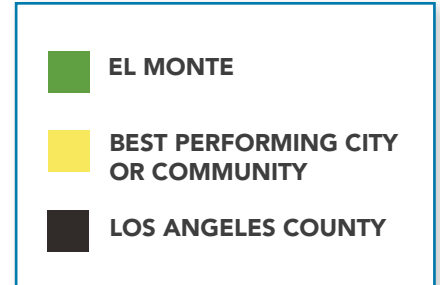 EL MONTE
BEST PERFORMING CITY
OR COMMUNITY
LOS ANGELES COUNTY